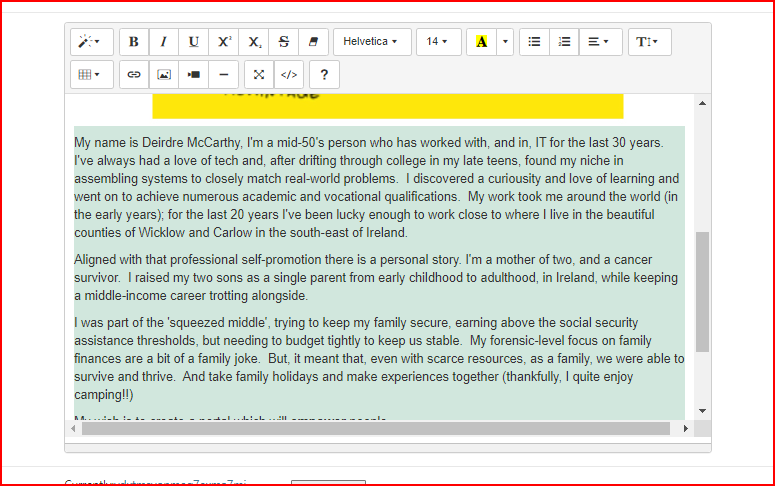 B I U X² X₂ S Helvetica 14 A T </> ?
My name is Deirdre McCarthy, I'm a mid-50's person who has worked with, and in, IT for the last 30 years.
I've always had a love of tech and, after drifting through college in my late teens, found my niche in
assembling systems to closely match real-world problems.  I discovered a curiousity and love of learning and
went on to achieve numerous academic and vocational qualifications.  My work took me around the world (in
the early years); for the last 20 years I've been lucky enough to work close to where I live in the beautiful
counties of Wicklow and Carlow in the south-east of Ireland.
Aligned with that professional self-promotion there is a personal story. I'm a mother of two, and a cancer
survivor.  I raised my two sons as a single parent from early childhood to adulthood, in Ireland, while keeping
a middle-income career trotting alongside.
I was part of the 'squeezed middle', trying to keep my family secure, earning above the social security
assistance thresholds, but needing to budget tightly to keep us stable.  My forensic-level focus on family
finances are a bit of a family joke.  But, it meant that, even with scarce resources, as a family, we were able to
survive and thrive.  And take family holidays and make experiences together (thankfully, I quite enjoy
camping!!)
My wish is to create a portal which will empower people